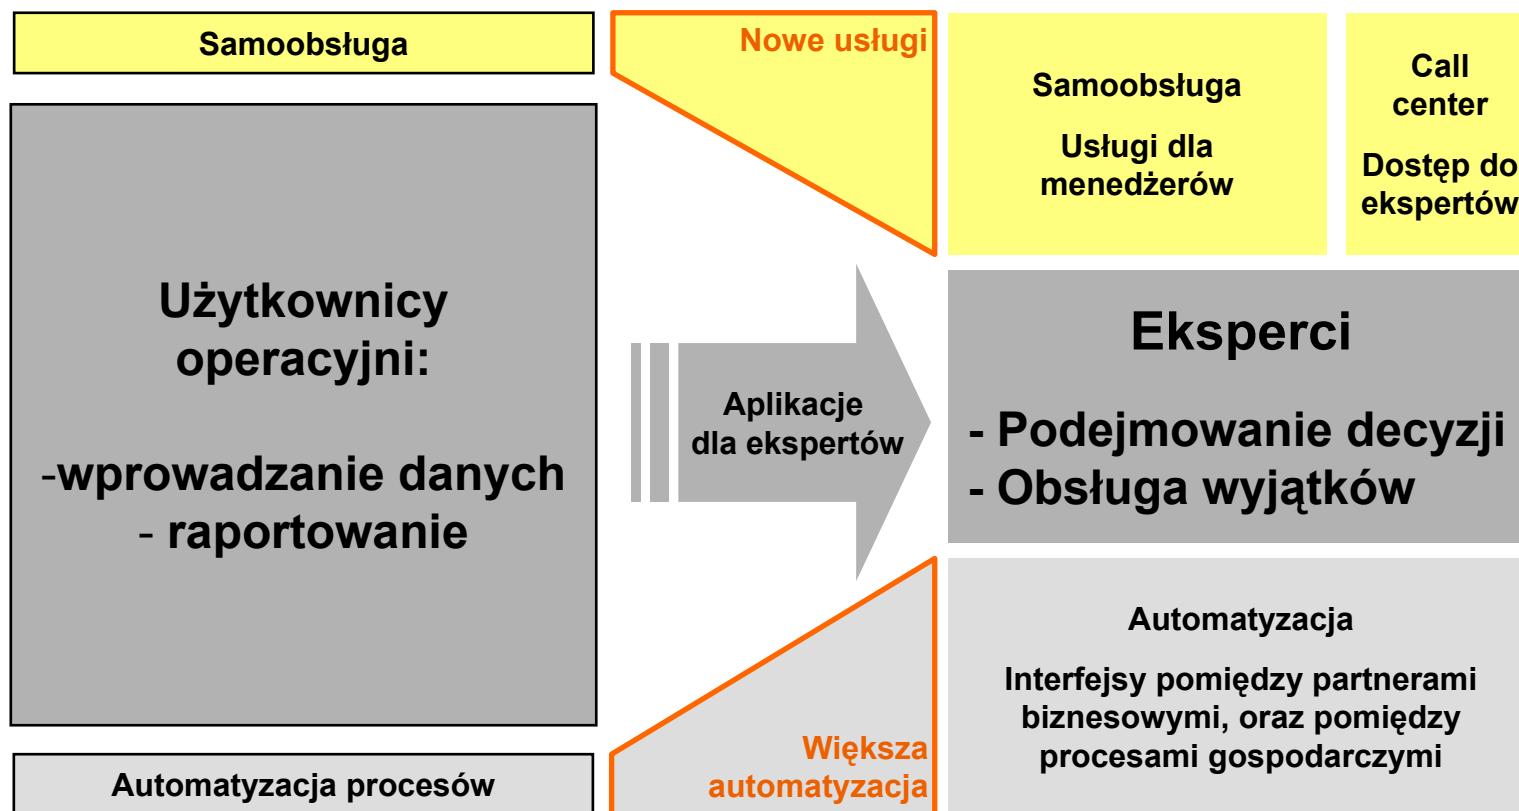 Samoobsługa
Użytkownicy
operacyjni:
-wprowadzanie danych
- raportowanie
Automatyzacja procesów
Nowe usługi
Aplikacje
dla ekspertów
Większa
automatyzacja
Samoobsługa
Usługi dla
menedżerów
Call
center
Dostęp do
ekspertów
Eksperci
- Podejmowanie decyzji
- Obsługa wyjątków
Automatyzacja
Interfejsy pomiędzy partnerami
biznesowymi, oraz pomiędzy
procesami gospodarczymi